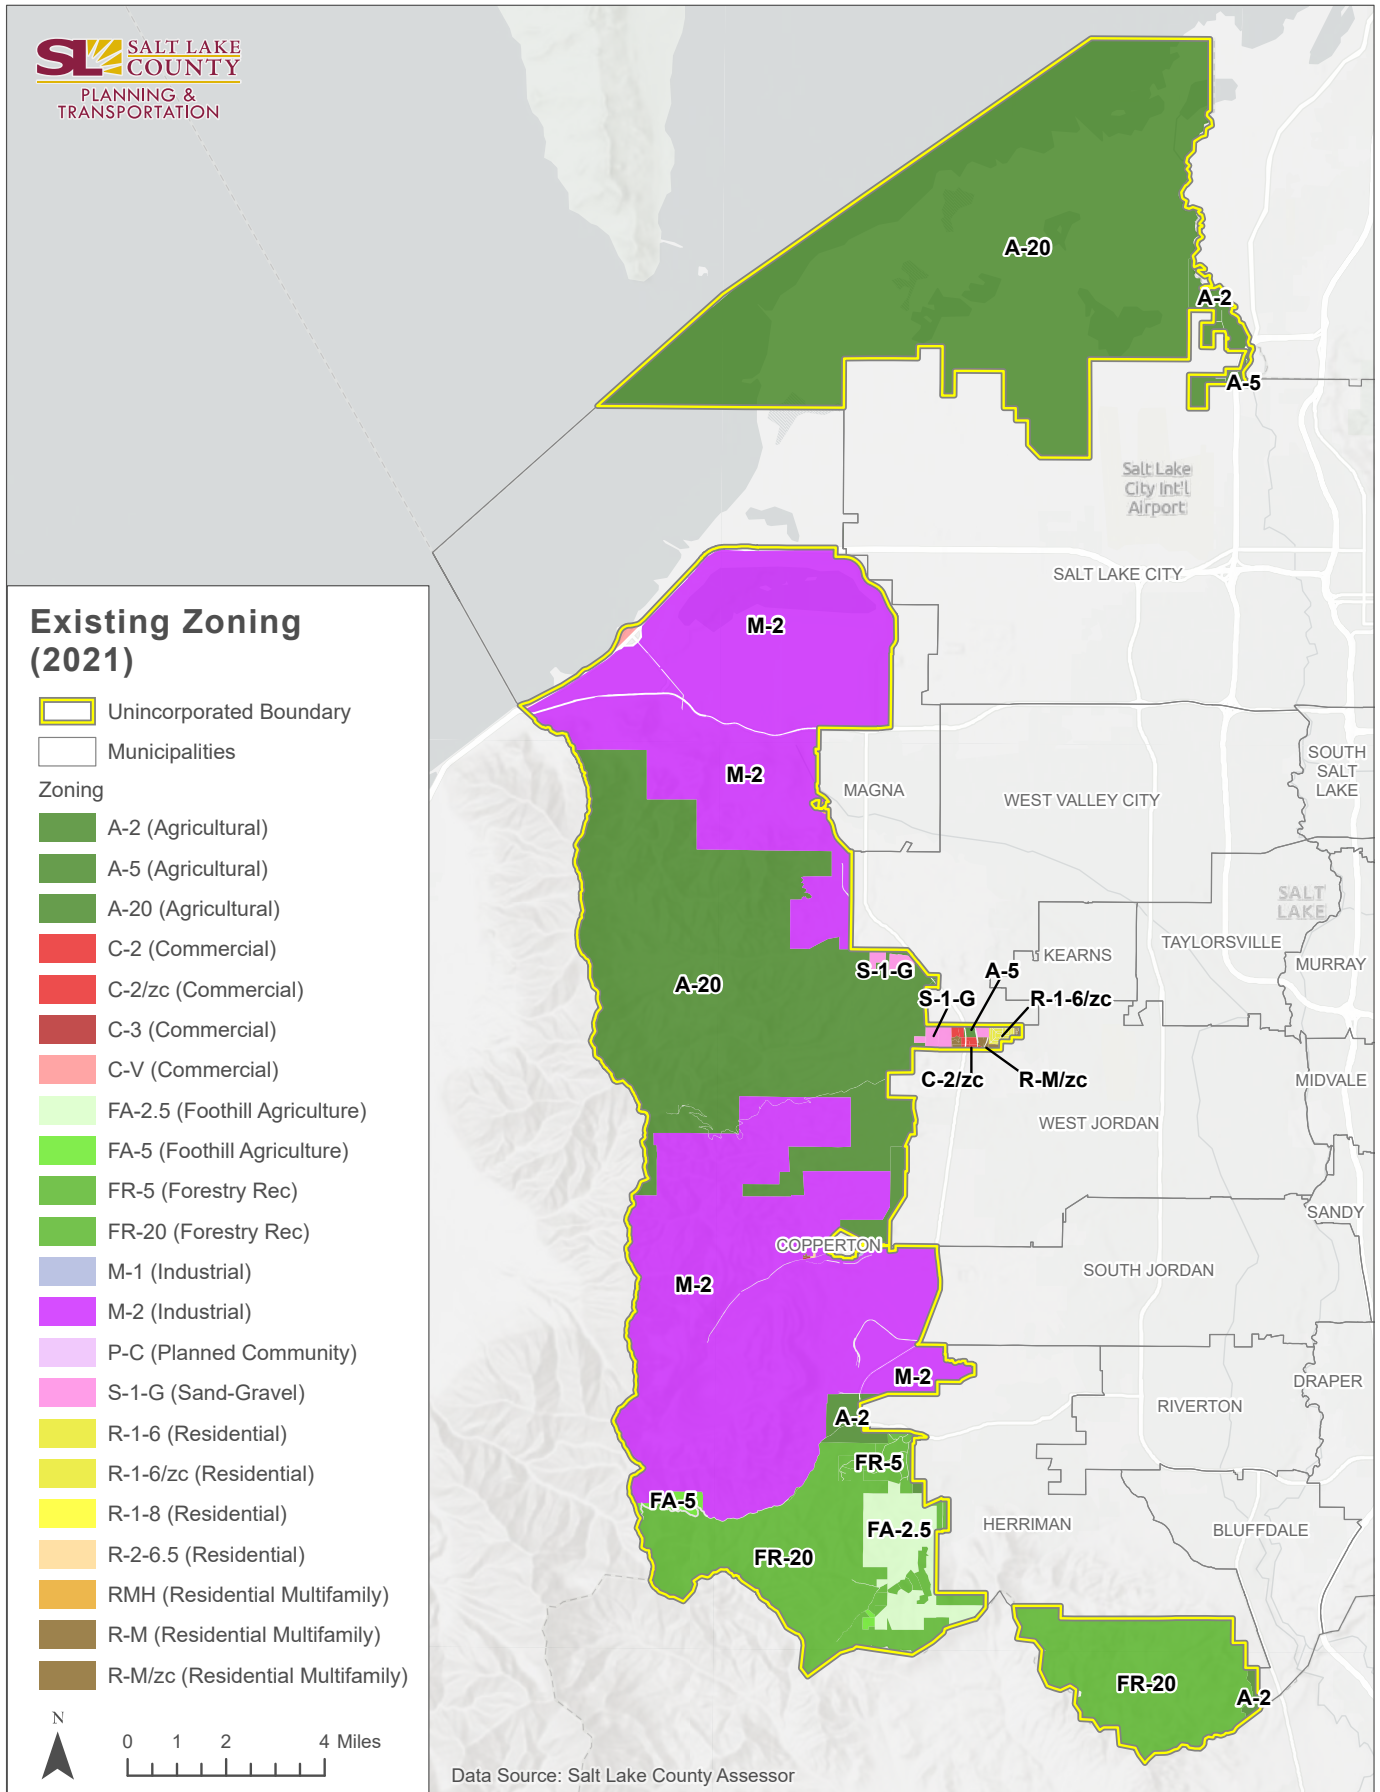 SL SALT LAKE
COUNTY
PLANNING &
TRANSPORTATION
A-20
A-2
A-5
Salt Lake
City Int'l
Airport
SALT LAKE CITY
M-2
M-2
MAGNA
WEST VALLEY CITY
SOUTH
SALT
LAKE
SALT
LAKE
TAYLORSVILLE
KEARNS
MURRAY
S-1-G
A-5
A-20
S-1-G
R-1-6/zc
C-2/zc
R-M/zc
MIDVALE
WEST JORDAN
SANDY
COPPERTON
M-2
SOUTH JORDAN
M-2
DRAPER
A-2
RIVERTON
FR-5
FA-5
FA-2.5
HERRIMAN
BLUFFDALE
FR-20
FR-20
A-2
Existing Zoning
(2021)
Unincorporated Boundary
Municipalities
Zoning
A-2 (Agricultural)
A-5 (Agricultural)
A-20 (Agricultural)
C-2 (Commercial)
C-2/zc (Commercial)
C-3 (Commercial)
C-V (Commercial)
FA-2.5 (Foothill Agriculture)
FA-5 (Foothill Agriculture)
FR-5 (Forestry Rec)
FR-20 (Forestry Rec)
M-1 (Industrial)
M-2 (Industrial)
P-C (Planned Community)
S-1-G (Sand-Gravel)
R-1-6 (Residential)
R-1-6/zc (Residential)
R-1-8 (Residential)
R-2-6.5 (Residential)
RMH (Residential Multifamily)
R-M (Residential Multifamily)
R-M/zc (Residential Multifamily)
N
0 1 2 4 Miles
Data Source: Salt Lake County Assessor